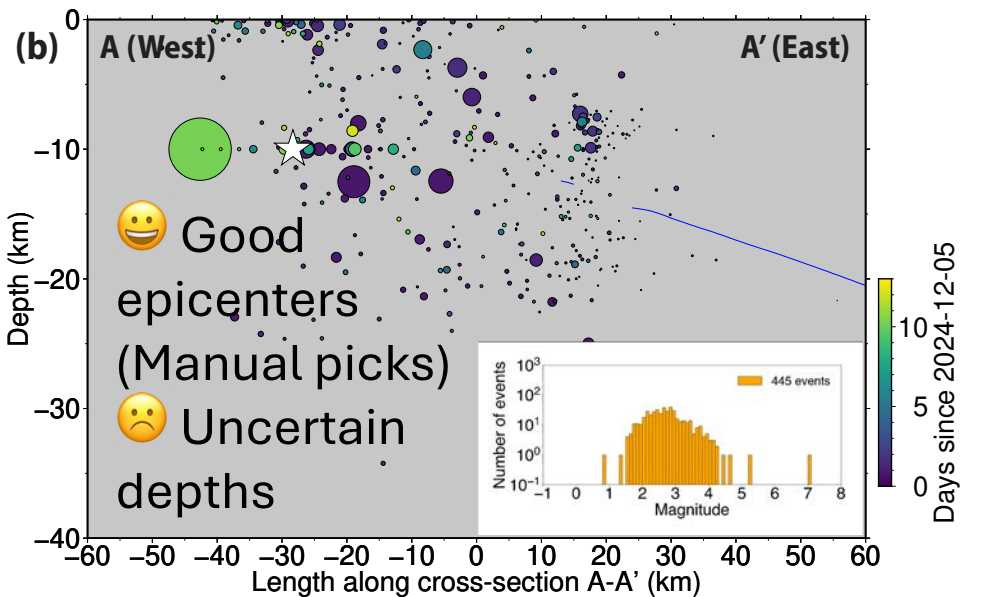 (b)
A (West)
A′ (East)
0
−10
−20
−30
−40
Depth (km)
😀 Good
epicenters
(Manual picks)
☹️ Uncertain
depths
10³
10²
10¹
10⁰
10⁻¹
Number of events
445 events
−1 0 1 2 3 4 5 6 7 8
Magnitude
10
5
0
Days since 2024-12-05
−60 −50 −40 −30 −20 −10 0 10 20 30 40 50 60
Length along cross-section A-A’ (km)